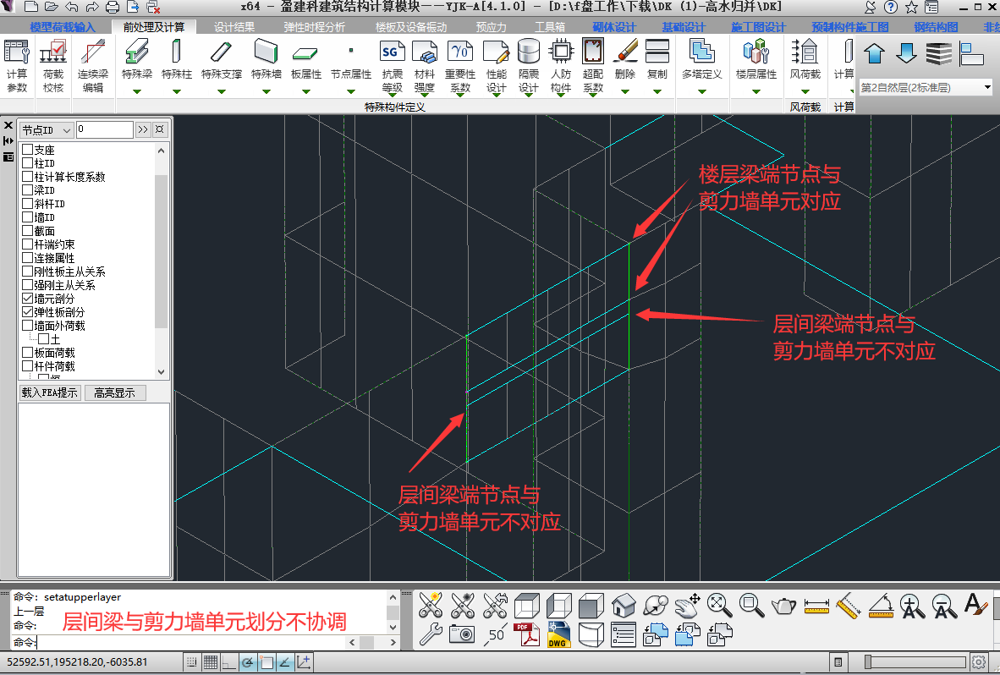 x64 - 盈建科建筑结构计算模块--YJK-A[4.1.0] - [D:\f盘工作\下载\DK (1)-高水归并\DK]
模型荷载输入 前处理及计算 设计结果 弹性时程分析 楼板及设备振动 预应力 工具箱 砌体设计 基础设计 施工图设计 预制构件施工图 钢结构图 非线
计算参数 荷载校核 连续梁编辑 特殊梁 特殊柱 特殊支撑 特殊墙 板属性 节点属性 抗震等级 材料强度 重要性系数 性能设计 隔震设计 人防构件 超配系数 删除 复制 多塔定义 楼层属性 风荷载 计算
第2自然层(2标准层)
特殊构件定义 风荷载 计算
节点ID 0 >>
支座
柱ID
柱计算长度系数
梁ID
斜杆ID
墙ID
截面
杆端约束
连接属性
刚性板主从关系
强刚主从关系
墙元剖分
弹性板剖分
墙面外荷载
土
板面荷载
杆件荷载
载入FEA提示 高亮显示
楼层梁端节点与
剪力墙单元对应
层间梁端节点与
剪力墙单元不对应
层间梁端节点与
剪力墙单元不对应
命令: setatupperlayer
上一层
命令:
层间梁与剪力墙单元划分不协调
命令:
50
PDF
DWG
52592.51,195218.20,-6035.81